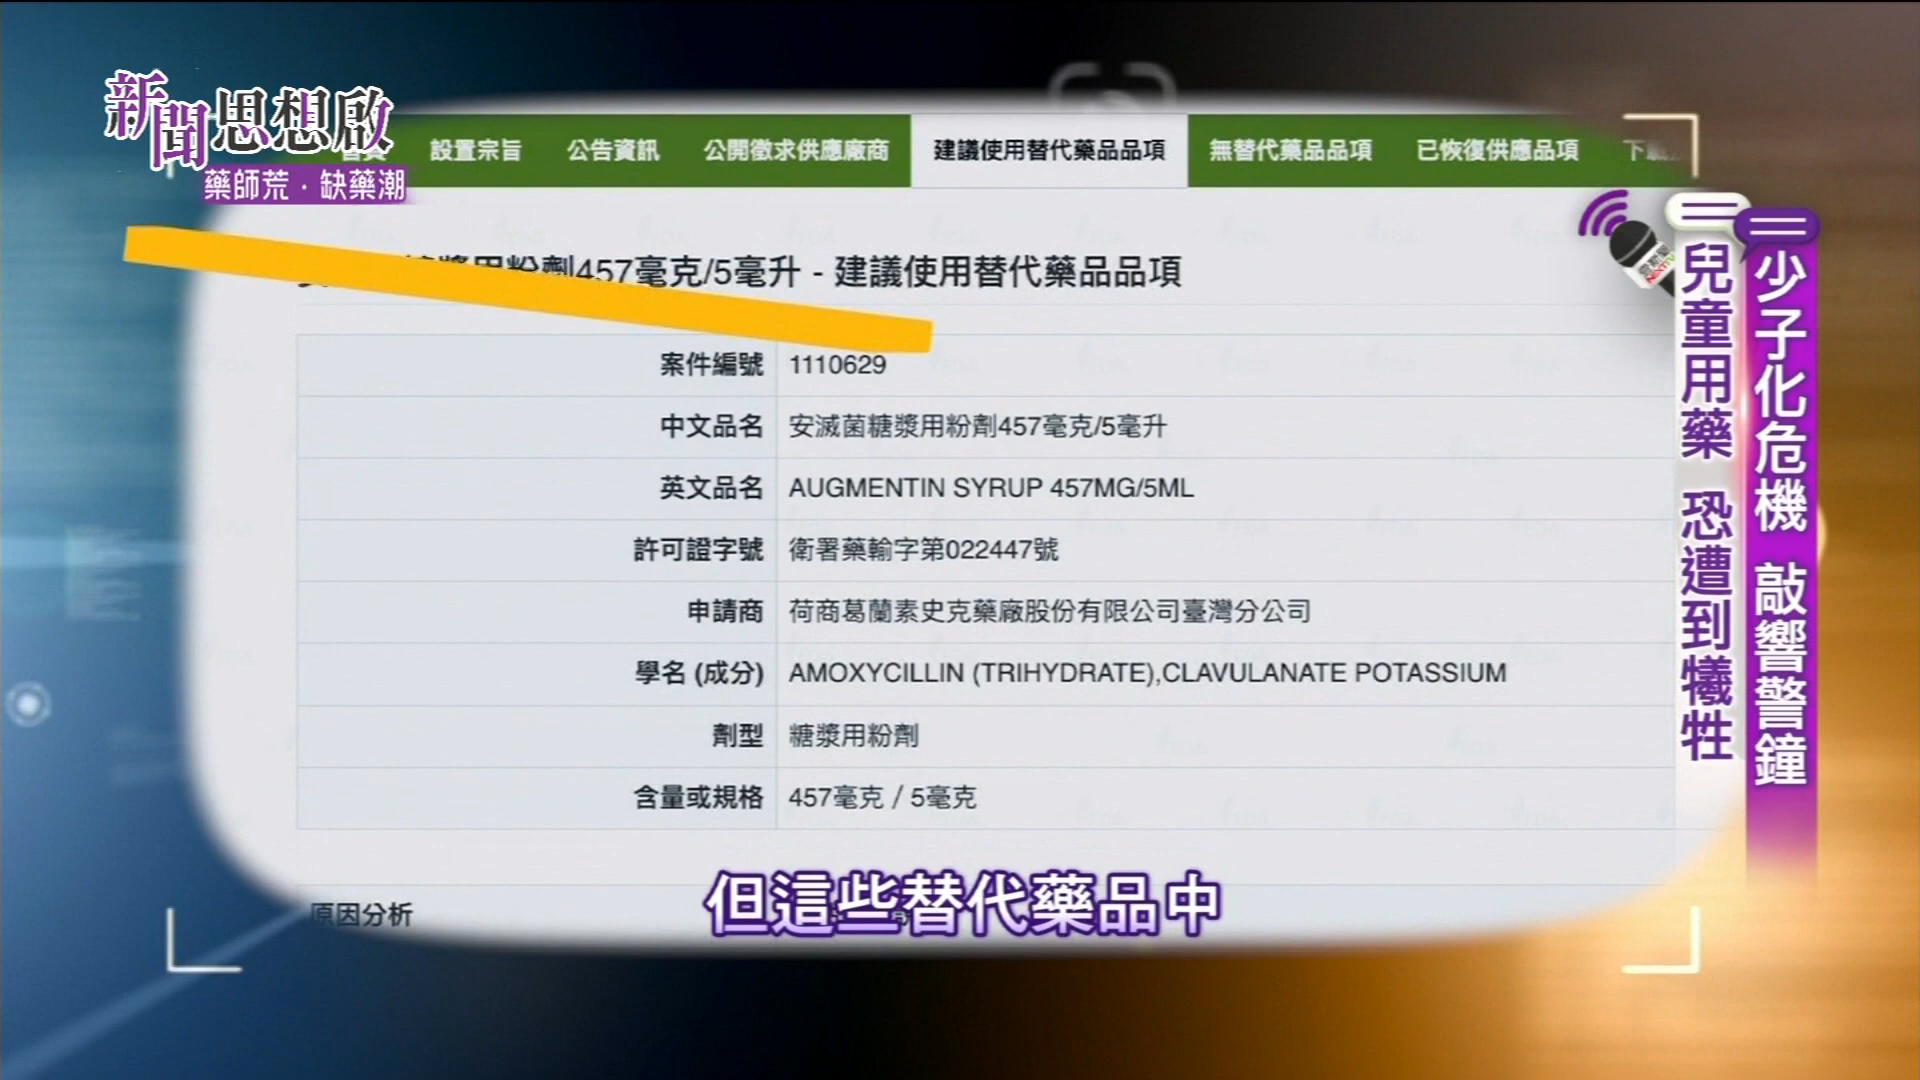 新聞思想啟
藥師荒．缺藥潮
設置宗旨 公告資訊 公開徵求供應廠商 建議使用替代藥品品項 無替代藥品品項 已恢復供應品項
用粉劑457毫克/5毫升 - 建議使用替代藥品品項
案件編號 1110629
中文品名 安滅菌糖漿用粉劑457毫克/5毫升
英文品名 AUGMENTIN SYRUP 457MG/5ML
許可證字號 衛署藥輸字第022447號
申請商 荷商葛蘭素史克藥廠股份有限公司臺灣分公司
學名 (成分) AMOXYCILLIN (TRIHYDRATE),CLAVULANATE POTASSIUM
劑型 糖漿用粉劑
含量或規格 457毫克 / 5毫克
原因分析
少子化危機 敲響警鐘
兒童用藥 恐遭到犧牲
但這些替代藥品中